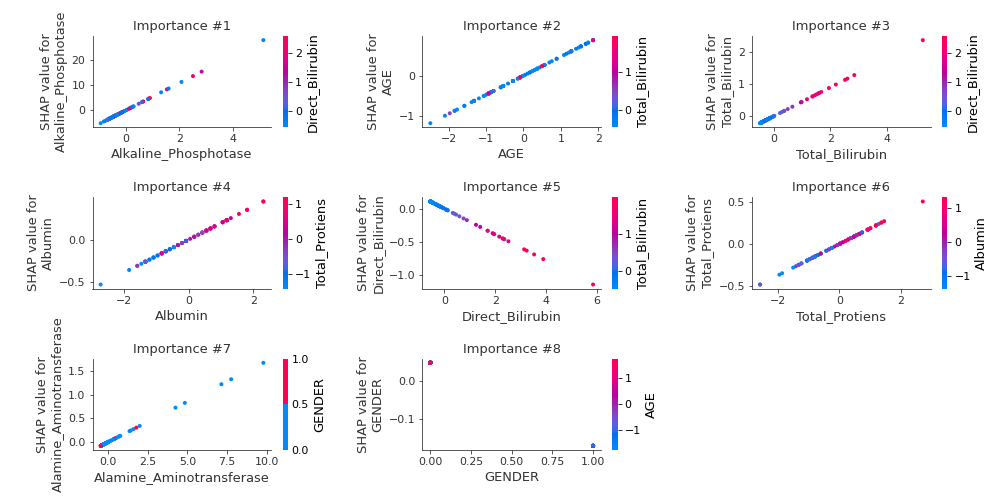 Importance #1
SHAP value for
Alkaline_Phosphotase
20
10
0
0
2
4
Alkaline_Phosphotase
2
1
0
Direct_Bilirubin
Importance #2
SHAP value for
AGE
0
−1
−2
−1
0
1
2
AGE
1
0
Total_Bilirubin
Importance #3
SHAP value for
Total_Bilirubin
2
1
0
0
2
4
Total_Bilirubin
2
1
0
Direct_Bilirubin
Importance #4
SHAP value for
Albumin
0.0
−0.5
−2
0
2
Albumin
1
0
−1
Total_Protiens
Importance #5
SHAP value for
Direct_Bilirubin
0.0
−0.5
−1.0
0
2
4
6
Direct_Bilirubin
1
0
Total_Bilirubin
Importance #6
SHAP value for
Total_Protiens
0.5
0.0
−0.5
−2
0
2
Total_Protiens
1
0
−1
Albumin
Importance #7
SHAP value for
Alamine_Aminotransferase
1.5
1.0
0.5
0.0
0.0
2.5
5.0
7.5
10.0
Alamine_Aminotransferase
1.0
0.5
0.0
GENDER
Importance #8
SHAP value for
GENDER
0.0
−0.1
0.00
0.25
0.50
0.75
1.00
GENDER
1
0
−1
AGE